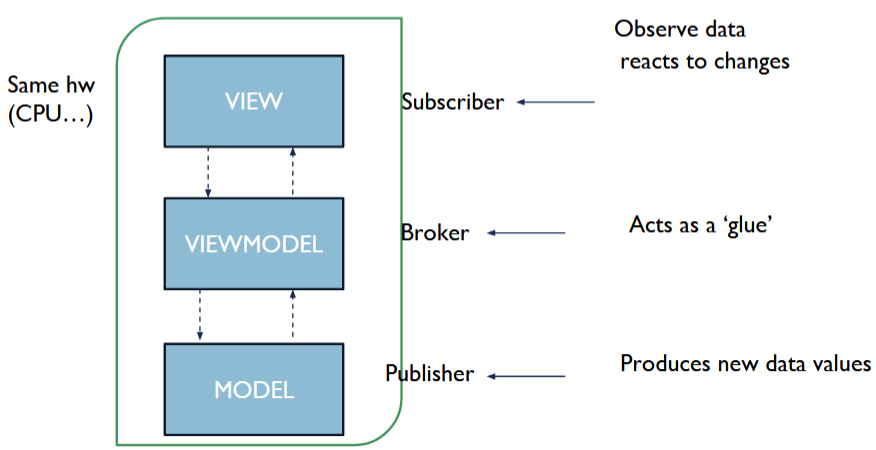 Observe data
reacts to changes
Same hw
(CPU…)
VIEW
Subscriber
VIEWMODEL
Broker
Acts as a ‘glue’
MODEL
Publisher
Produces new data values